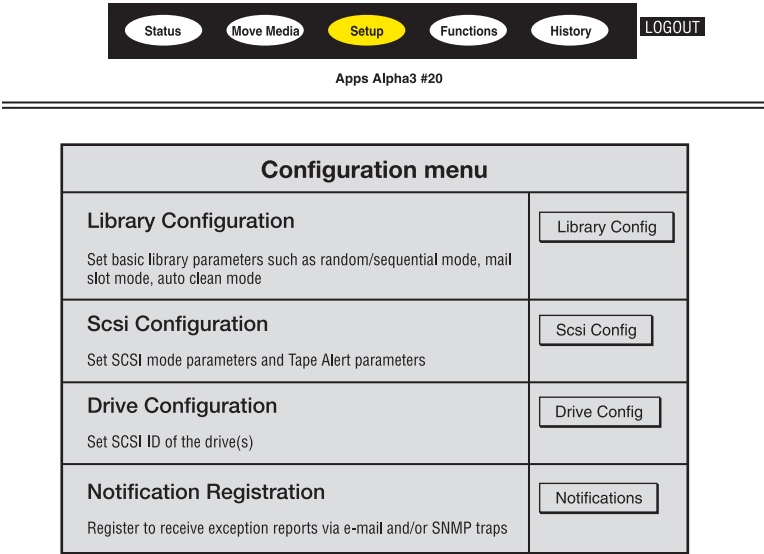 Status Move Media Setup Functions History LOGOUT
Apps Alpha3 #20
Configuration menu
Library Configuration
Library Config
Set basic library parameters such as random/sequential mode, mail
slot mode, auto clean mode
Scsi Configuration
Scsi Config
Set SCSI mode parameters and Tape Alert parameters
Drive Configuration
Drive Config
Set SCSI ID of the drive(s)
Notification Registration
Notifications
Register to receive exception reports via e-mail and/or SNMP traps